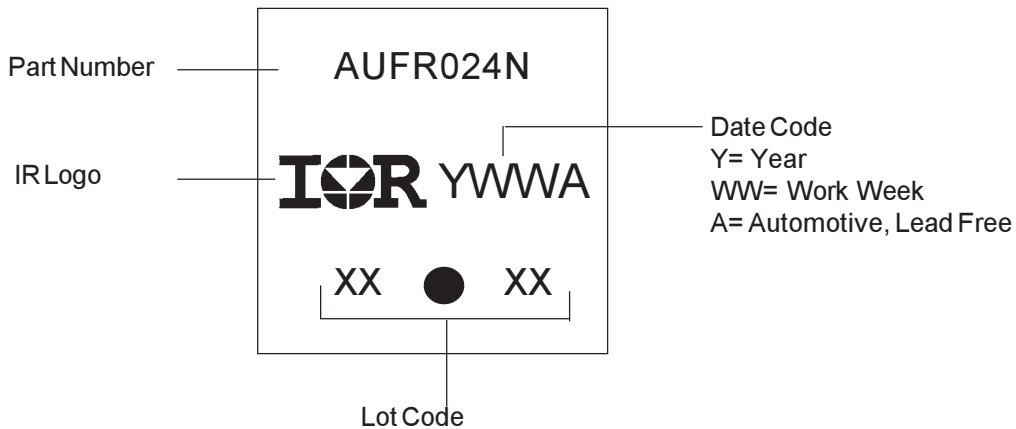 Part Number
AUFR024N
IR Logo
IOR YWWA
Date Code
Y= Year
WW= Work Week
A= Automotive, Lead Free
XX XX
Lot Code